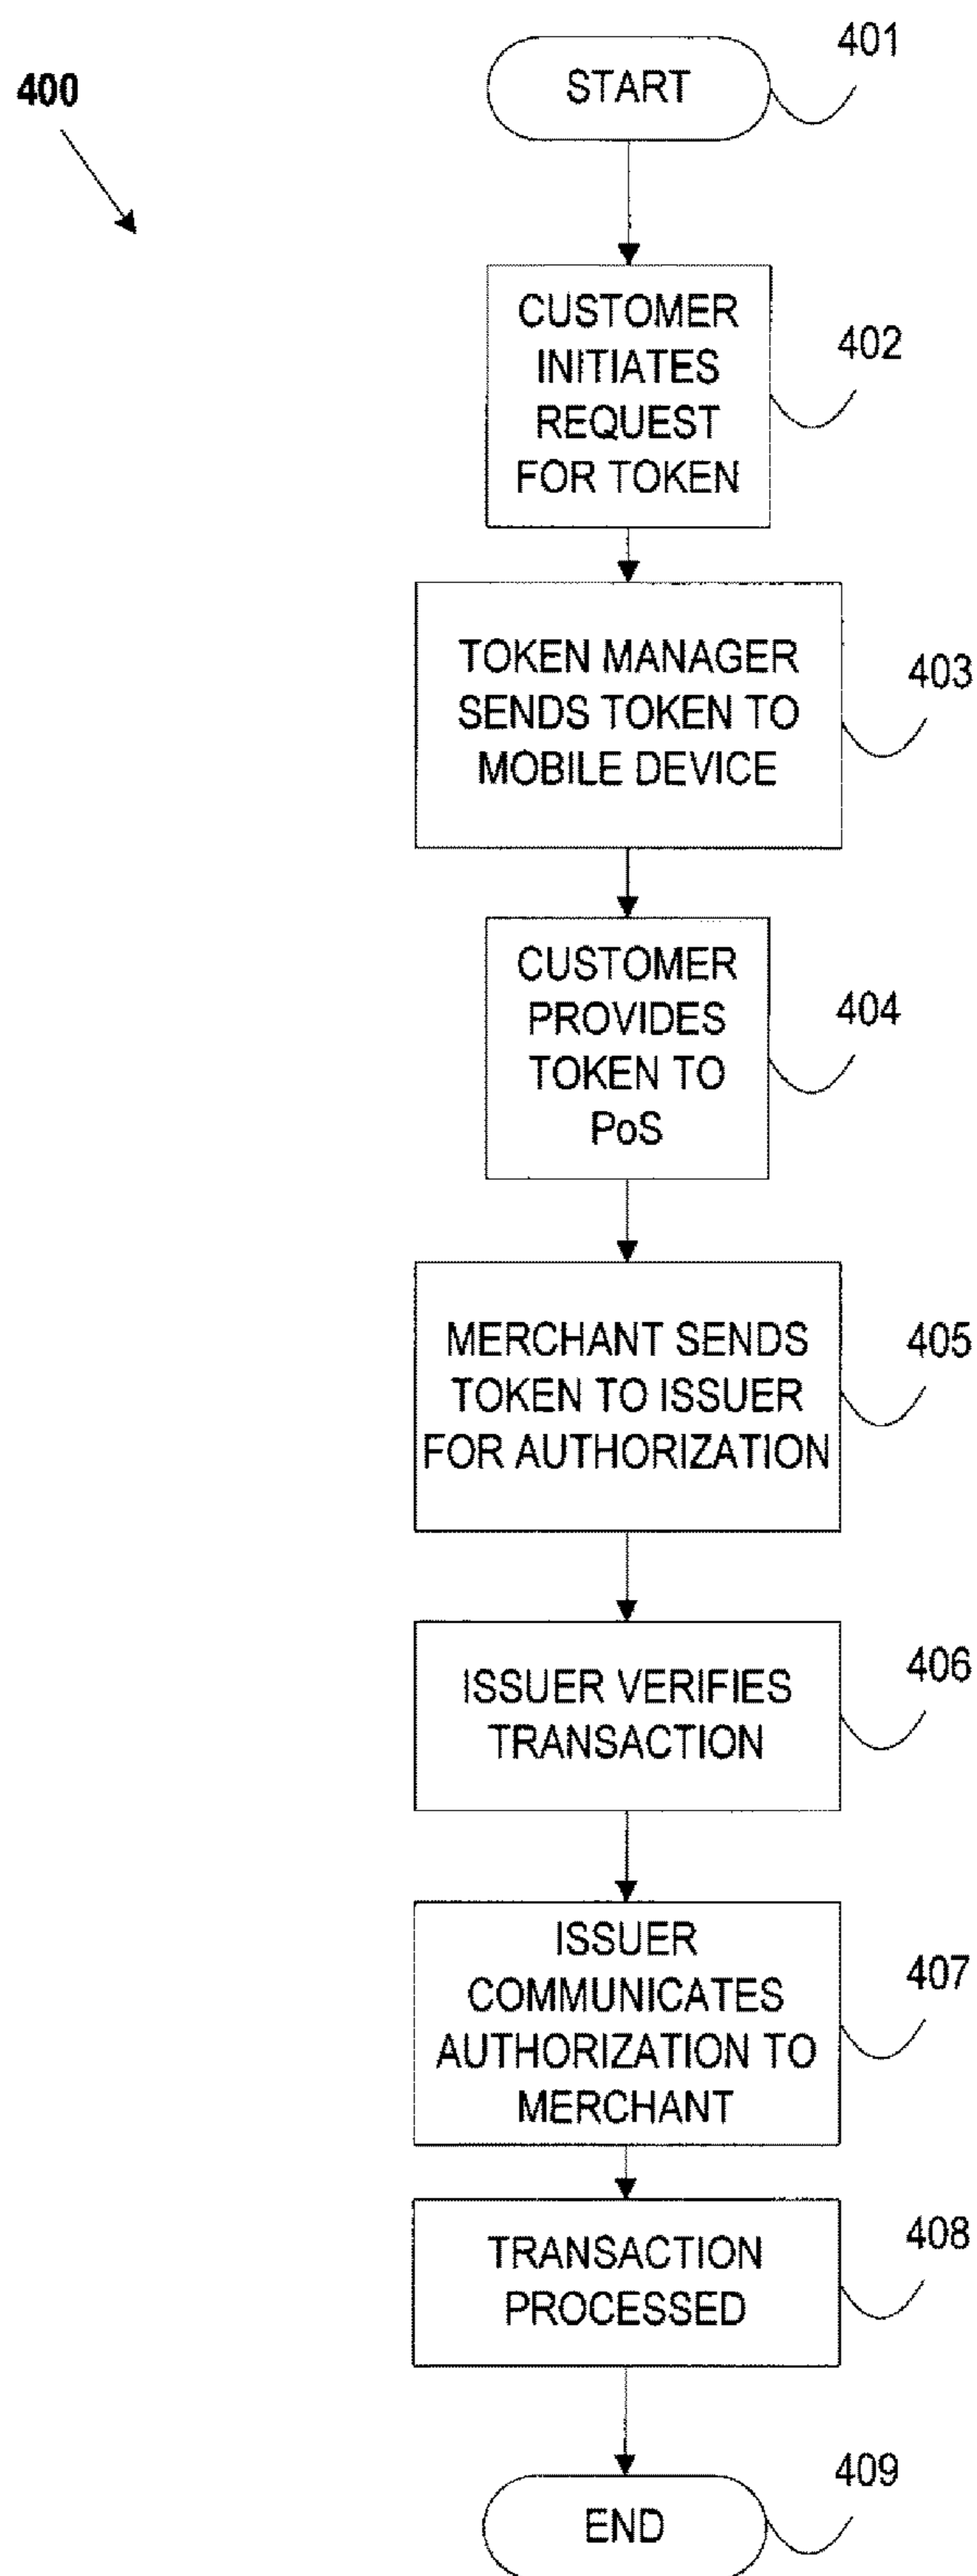 400
START
401
CUSTOMER
INITIATES
REQUEST
FOR TOKEN
402
TOKEN MANAGER
SENDS TOKEN TO
MOBILE DEVICE
403
CUSTOMER
PROVIDES
TOKEN TO
PoS
404
MERCHANT SENDS
TOKEN TO ISSUER
FOR AUTHORIZATION
405
ISSUER VERIFIES
TRANSACTION
406
ISSUER
COMMUNICATES
AUTHORIZATION TO
MERCHANT
407
TRANSACTION
PROCESSED
408
END
409